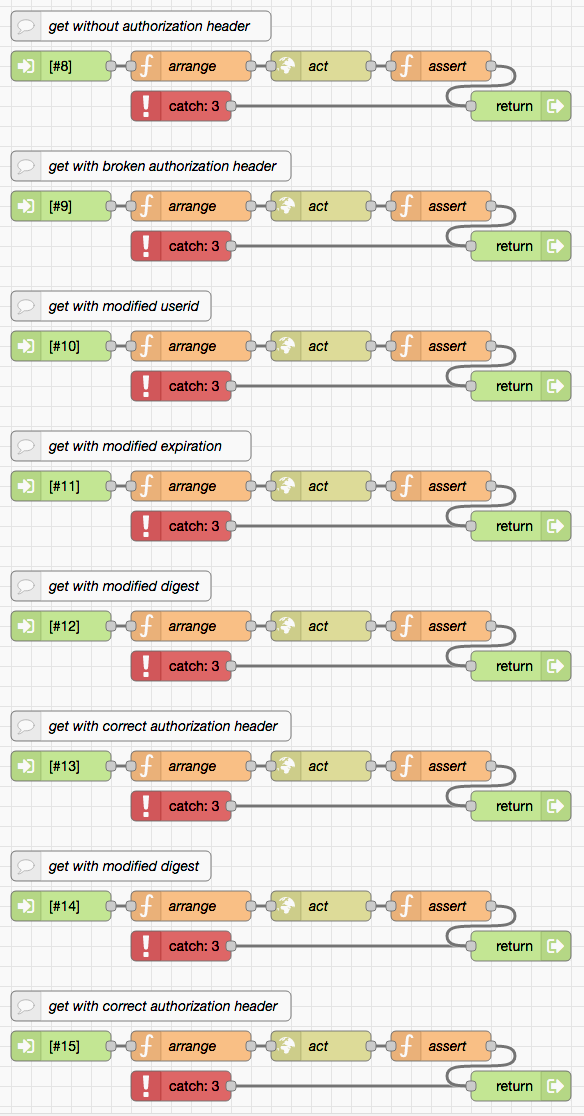 get without authorization header
[#8] arrange act assert
catch: 3 return
get with broken authorization header
[#9] arrange act assert
catch: 3 return
get with modified userid
[#10] arrange act assert
catch: 3 return
get with modified expiration
[#11] arrange act assert
catch: 3 return
get with modified digest
[#12] arrange act assert
catch: 3 return
get with correct authorization header
[#13] arrange act assert
catch: 3 return
get with modified digest
[#14] arrange act assert
catch: 3 return
get with correct authorization header
[#15] arrange act assert
catch: 3 return